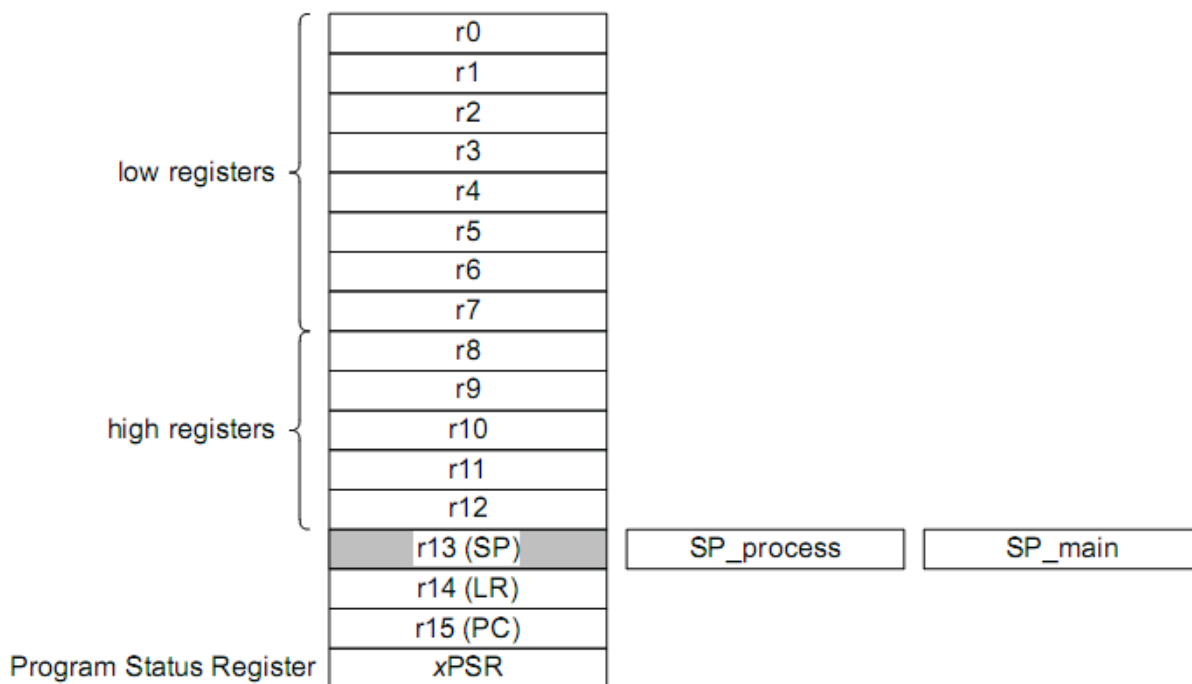 r0
r1
r2
r3
low registers
r4
r5
r6
r7
r8
r9
high registers
r10
r11
r12
r13 (SP)
SP_process
SP_main
r14 (LR)
r15 (PC)
Program Status Register
xPSR